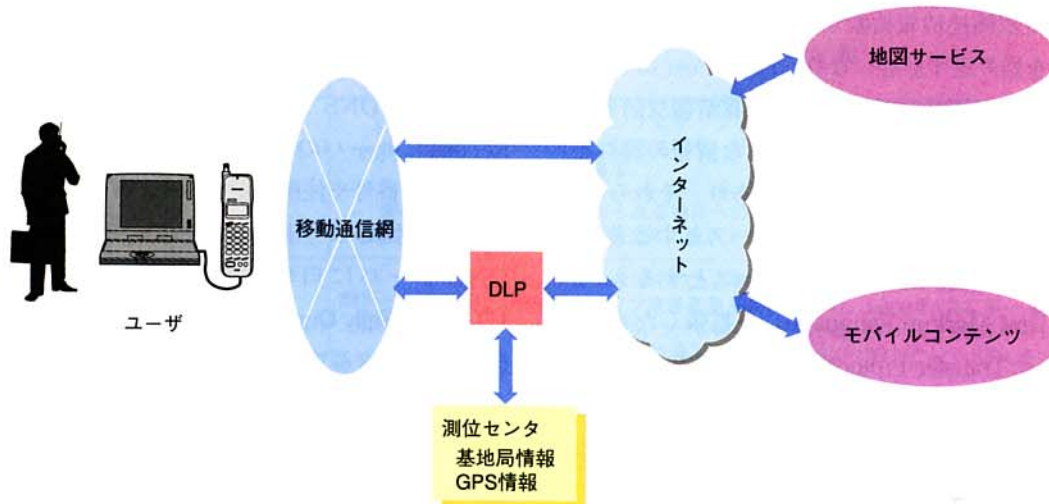 地図サービス
インターネット
移動通信網
DLP
ユーザ
モバイルコンテンツ
測位センタ
基地局情報
GPS情報